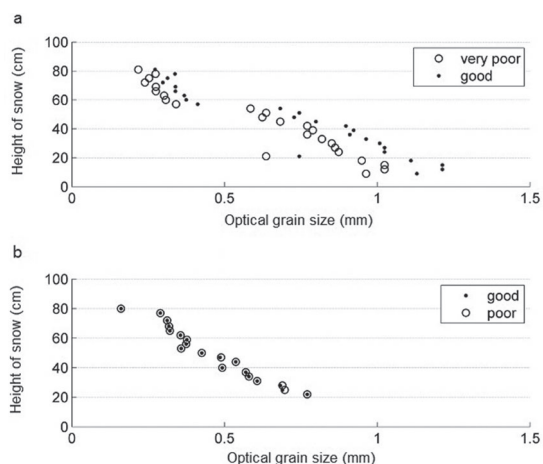 a
100
80
60
40
20
0
Height of snow (cm)
very poor
good
0 0.5 1 1.5
Optical grain size (mm)
b
100
80
60
40
20
0
Height of snow (cm)
good
poor
0 0.5 1 1.5
Optical grain size (mm)